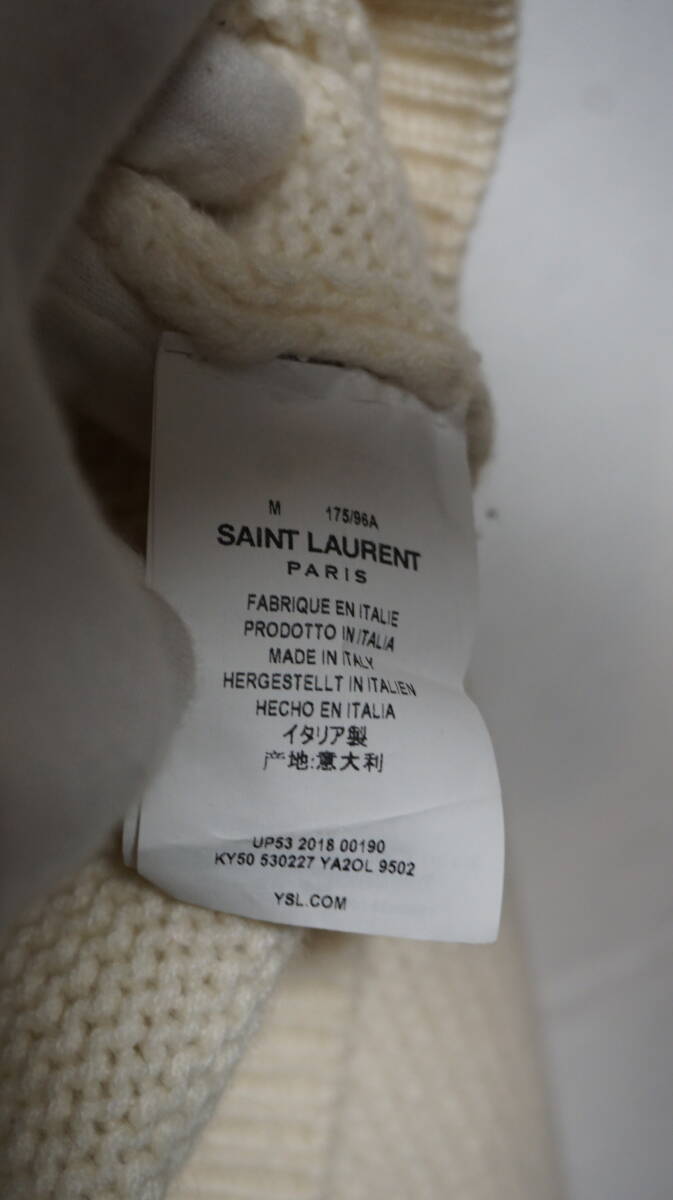 M 175/96A
SAINT LAURENT
PARIS
FABRIQUE EN ITALIE
PRODOTTO IN ITALIA
MADE IN ITALY
HERGESTELLT IN ITALIEN
HECHO EN ITALIA
イタリア製
产地:意大利
UP53 2018 00190
KY50 530227 YA2OL 9502
YSL.COM